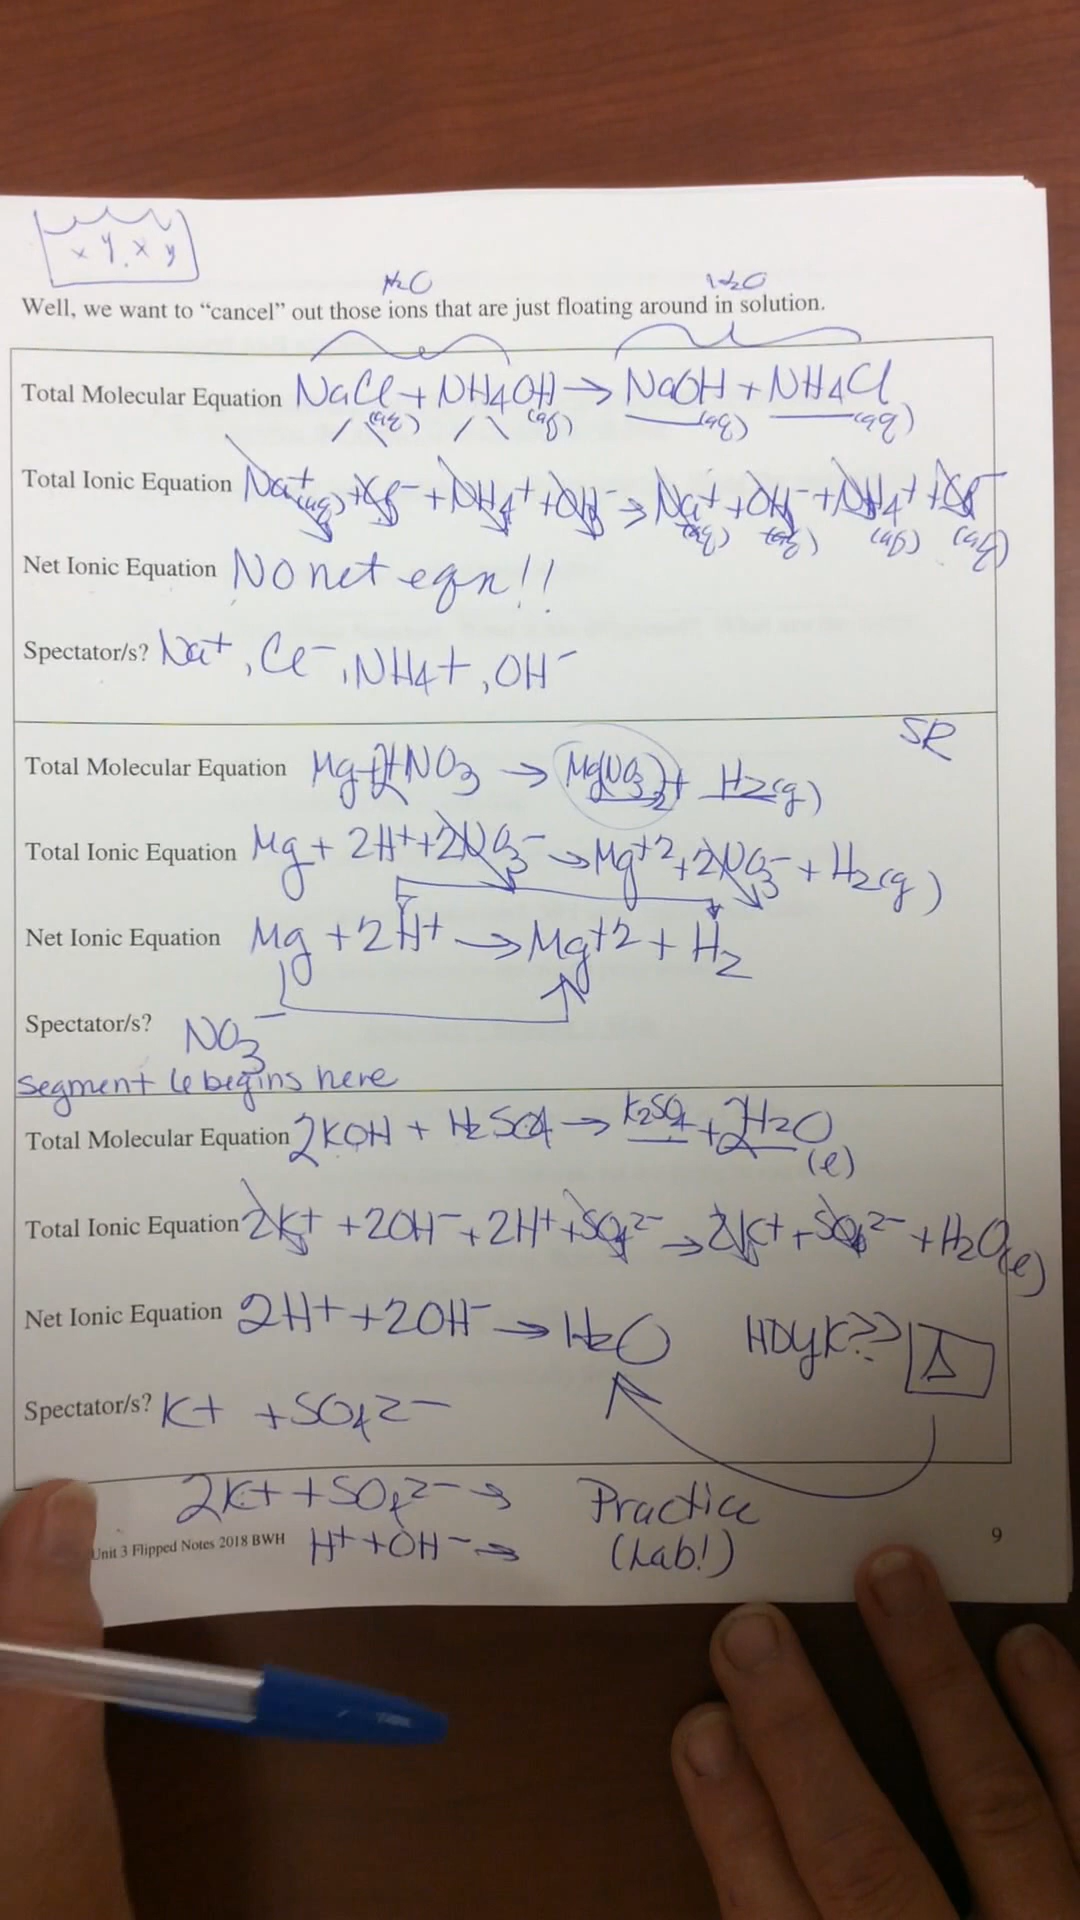 x y x y
H2O H2O
Well, we want to “cancel” out those ions that are just floating around in solution.
Total Molecular Equation NaCl + NH4OH → NaOH + NH4Cl
(aq) (aq) (aq) (aq)
Total Ionic Equation Na+ + Cl- + NH4+ + OH- → Na+ + OH- + NH4+ + Cl-
(aq) (aq) (aq) (aq) (aq)
Net Ionic Equation No net eqn!!
Spectator/s? Na+, Cl-, NH4+, OH-
SR
Total Molecular Equation Mg + 2HNO3 → Mg(NO3)2 + H2(g)
Total Ionic Equation Mg + 2H+ + 2NO3- → Mg+2 + 2NO3- + H2(g)
Net Ionic Equation Mg + 2H+ → Mg+2 + H2
Spectator/s? NO3-
Segment 6 begins here
Total Molecular Equation 2KOH + H2SO4 → K2SO4 + 2H2O
(l)
Total Ionic Equation 2K+ + 2OH- + 2H+ + SO42- → 2K+ + SO42- + H2O(l)
Net Ionic Equation 2H+ + 2OH- → H2O HDYK?? Δ
Spectator/s? K+ + SO42-
2K+ + SO42- → Practice
Unit 3 Flipped Notes 2018 BWH H+ + OH- → (Lab!) 9